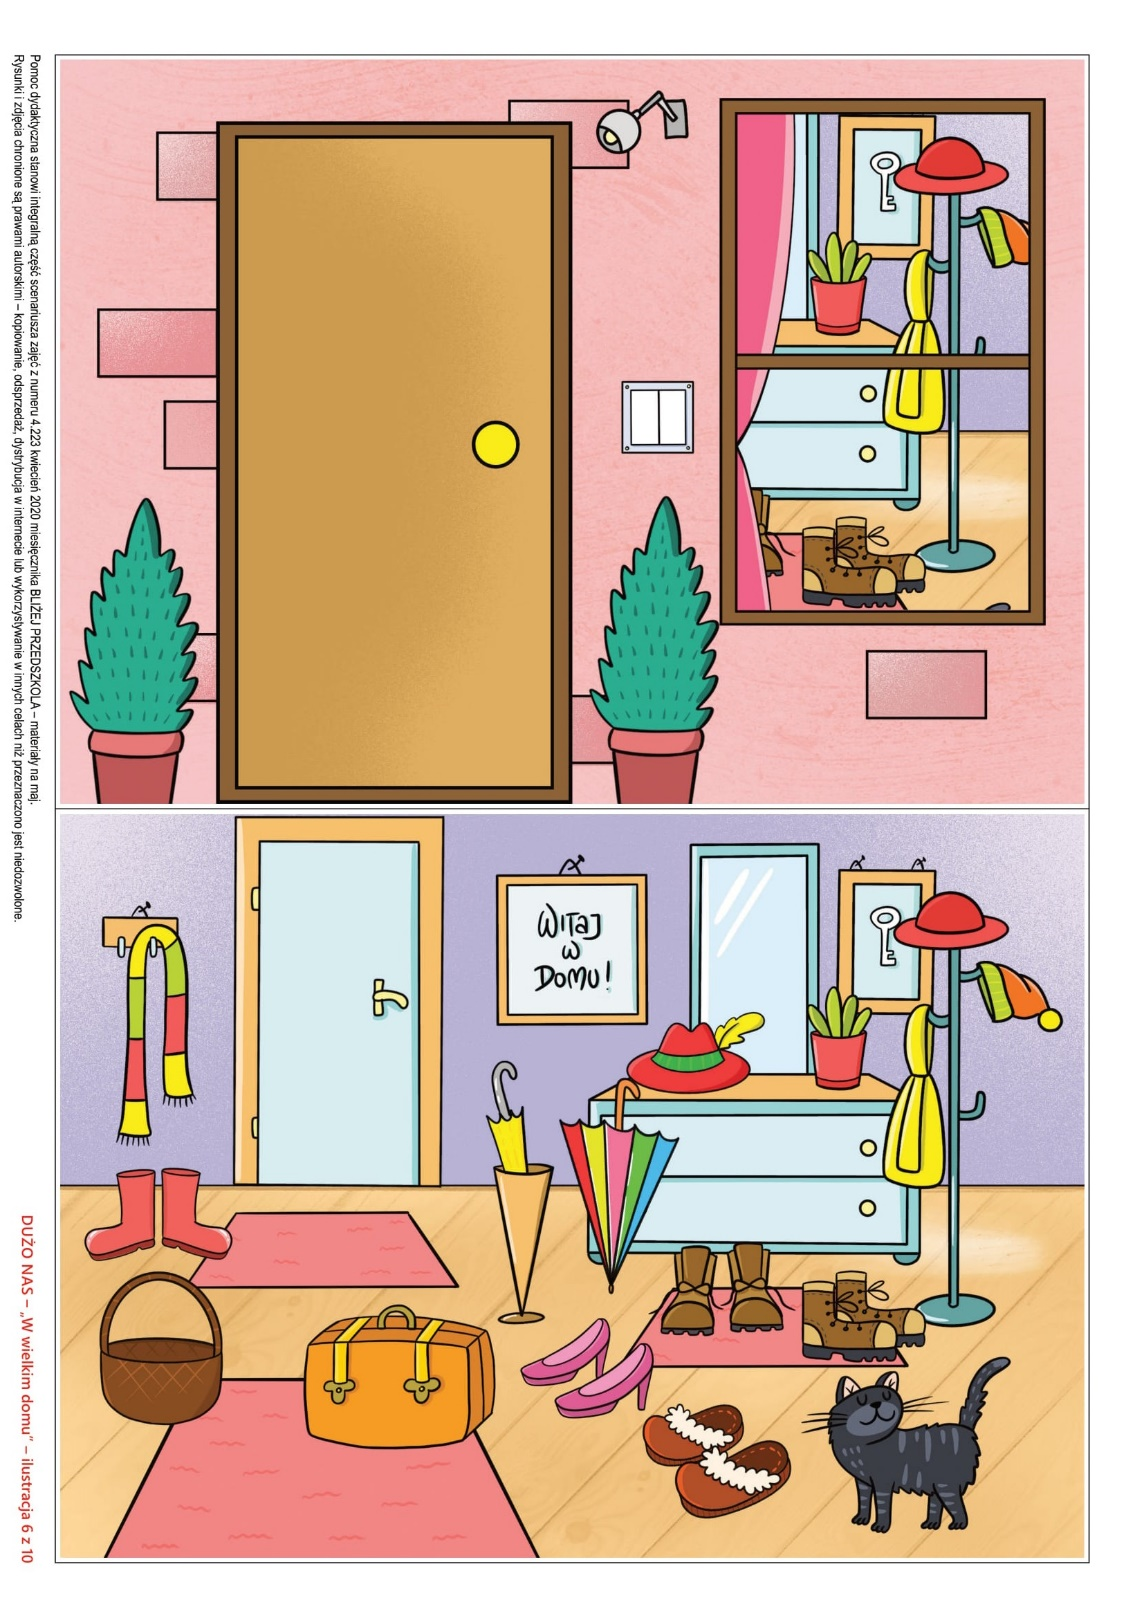 Pomoc dydaktyczna stanowi integralną część scenariusza zajęć z numeru 4.223 kwiecień 2020 miesięcznika BLIŻEJ PRZEDSZKOLA – materiały na maj.
Rysunki i zdjęcia chronione są prawami autorskimi – kopiowanie, odsprzedaż, dystrybucja w internecie lub wykorzystywanie w innych celach niż przeznaczono jest niedozwolone.
WITAJ
W
DOMU!
DUŻO NAS – „W wielkim domu” – ilustracja 6 z 10